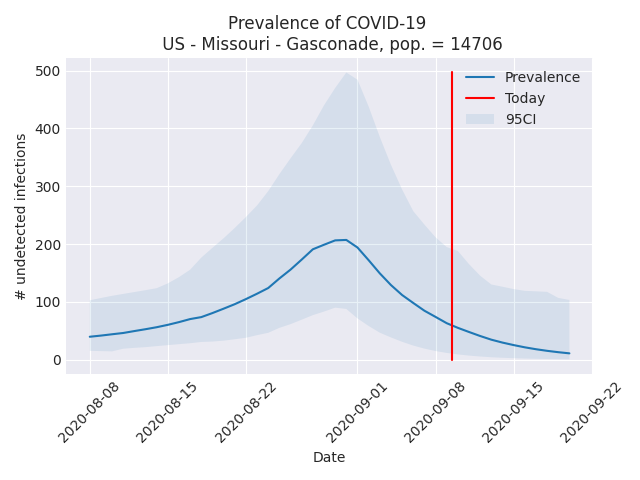 Prevalence of COVID-19
US - Missouri - Gasconade, pop. = 14706
# undetected infections
500
400
300
200
100
0
Prevalence
Today
95CI
2020-08-08
2020-08-15
2020-08-22
2020-09-01
2020-09-08
2020-09-15
2020-09-22
Date